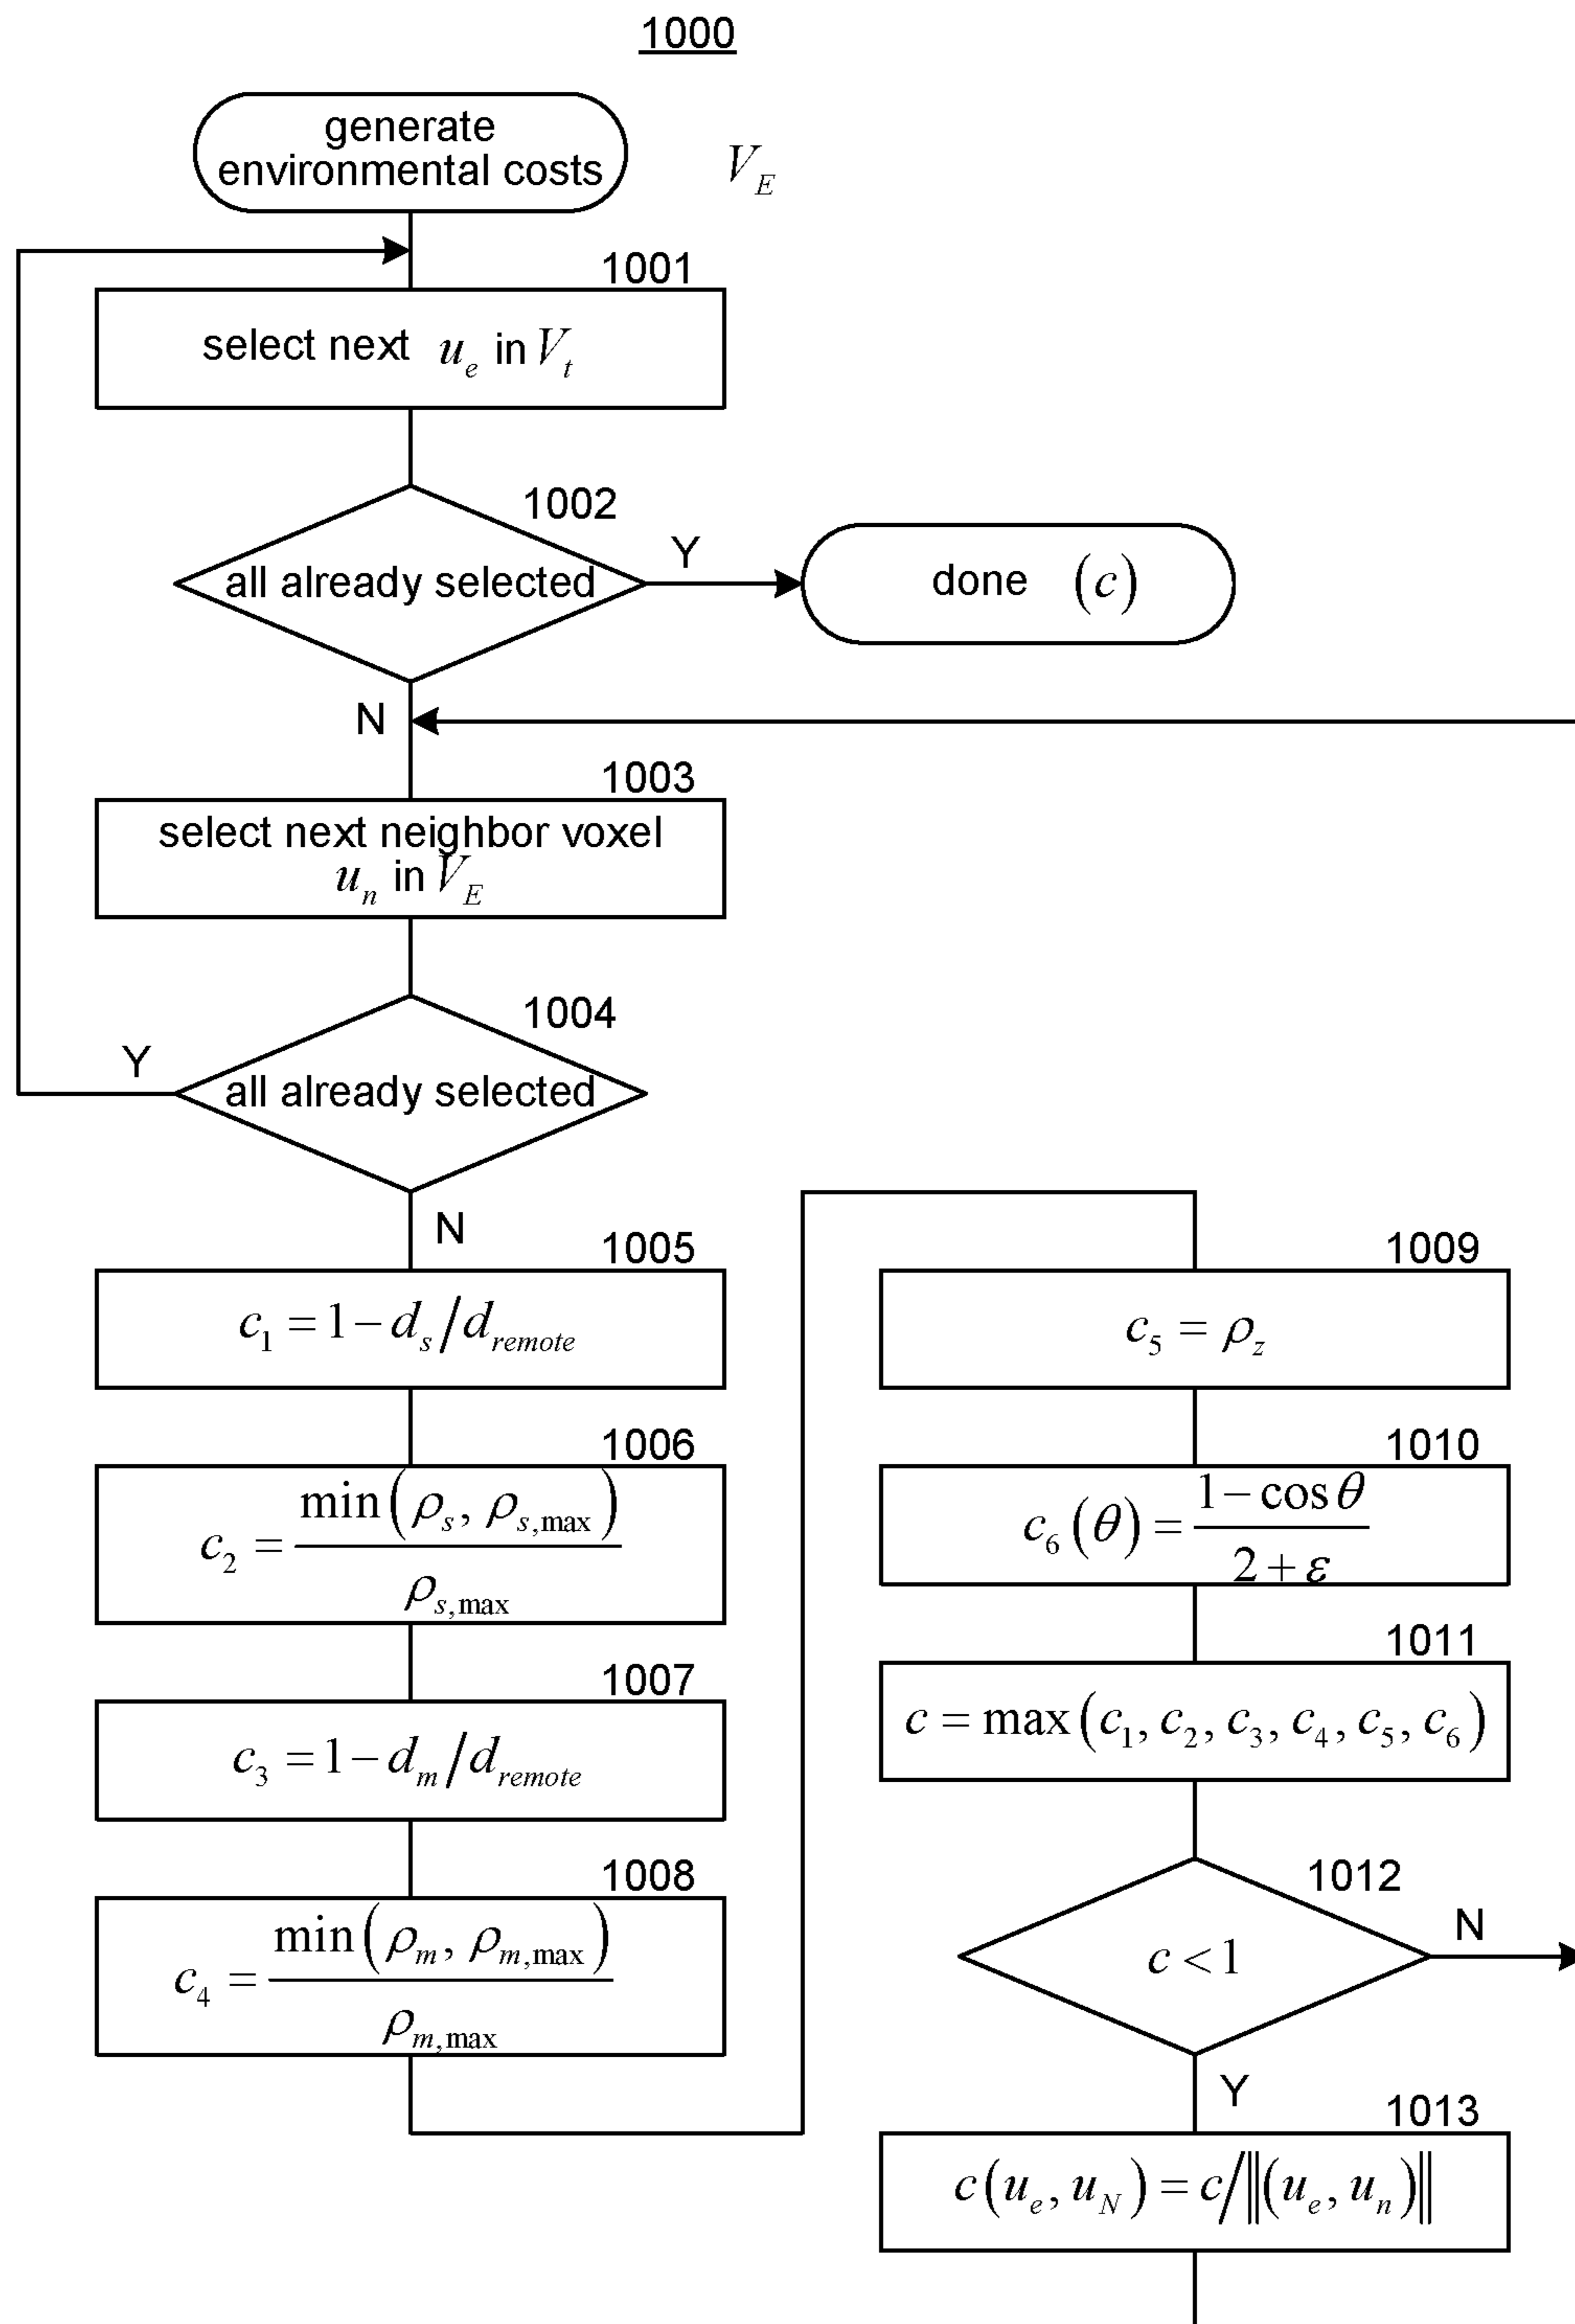 1000
generate
environmental costs
V_E
1001
select next u_e in V_t
1002
all already selected
Y
done (c)
N
1003
select next neighbor voxel
u_n in V_E
1004
Y
all already selected
N
1005
c_1 = 1 - d_s/d_remote
1006
c_2 = min(ρ_s, ρ_s,max) / ρ_s,max
1007
c_3 = 1 - d_m/d_remote
1008
c_4 = min(ρ_m, ρ_m,max) / ρ_m,max
1009
c_5 = ρ_z
1010
c_6(θ) = (1 - cos θ) / (2 + ε)
1011
c = max(c_1, c_2, c_3, c_4, c_5, c_6)
1012
c < 1
N
Y
1013
c(u_e, u_N) = c/‖(u_e, u_n)‖